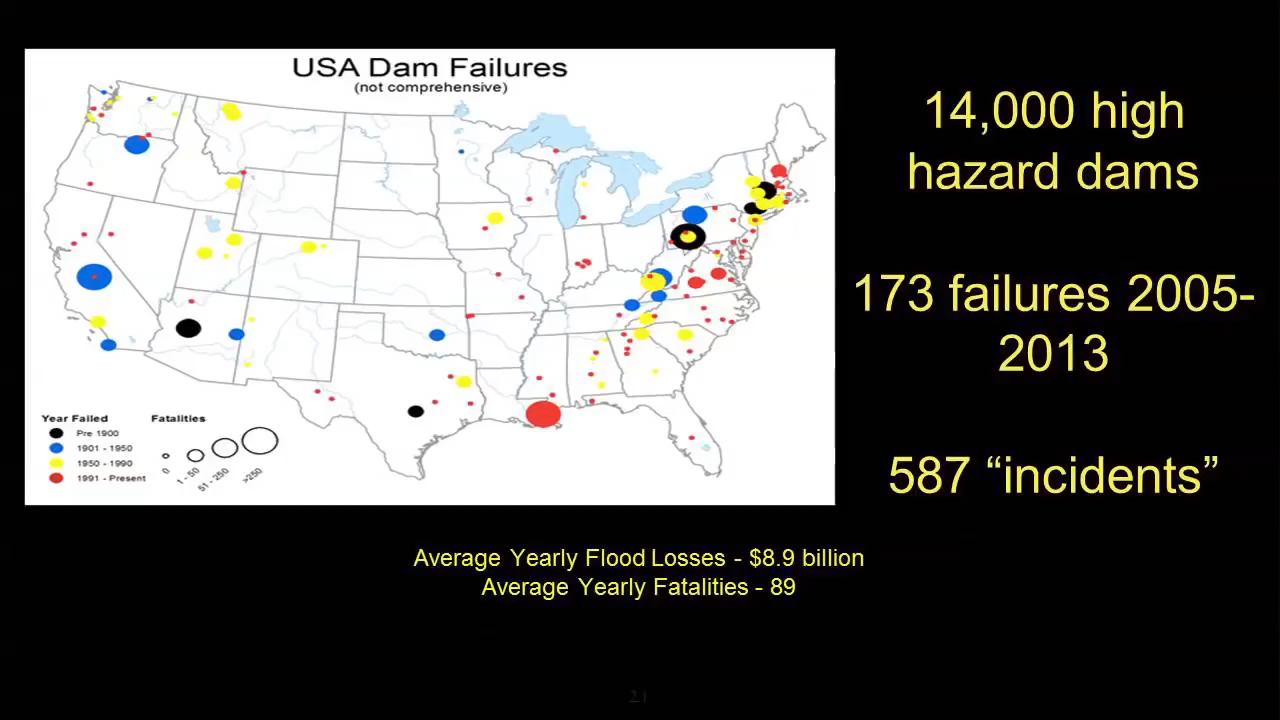 USA Dam Failures
(not comprehensive)
14,000 high
hazard dams
173 failures 2005-
2013
587 “incidents”
Year Failed
Pre 1900
1901 - 1950
1950 - 1990
1991 - Present
Fatalities
0
1 - 50
51 - 250
>250
Average Yearly Flood Losses - $8.9 billion
Average Yearly Fatalities - 89
21